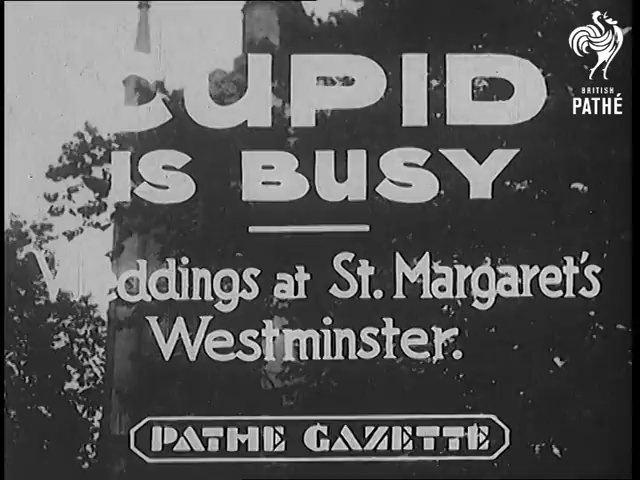 CUPID
IS BUSY
Weddings at St. Margaret's
Westminster.
PATHE GAZETTE
BRITISH
PATHÉ